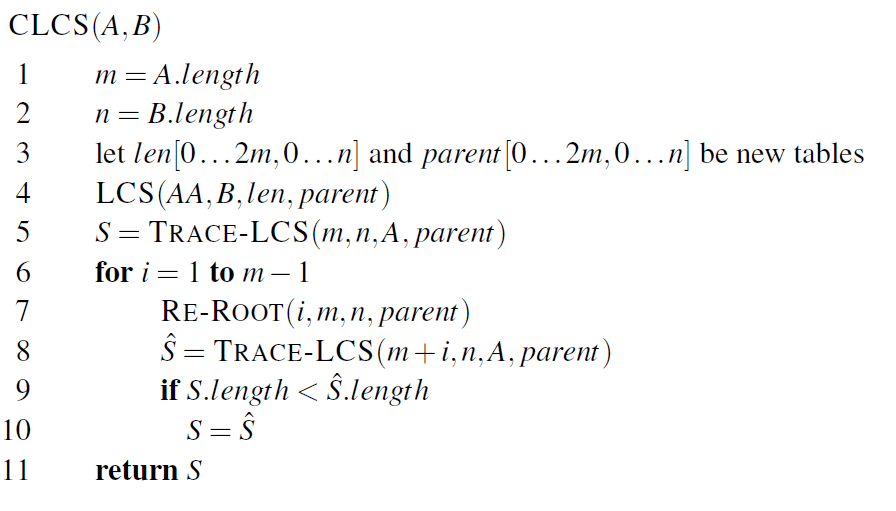 CLCS(A,B)
1 m = A.length
2 n = B.length
3 let len[0…2m,0…n] and parent[0…2m,0…n] be new tables
4 LCS(AA,B,len,parent)
5 S = TRACE-LCS(m,n,A,parent)
6 for i = 1 to m − 1
7 RE-ROOT(i,m,n,parent)
8 Ŝ = TRACE-LCS(m+i,n,A,parent)
9 if S.length < Ŝ.length
10 S = Ŝ
11 return S